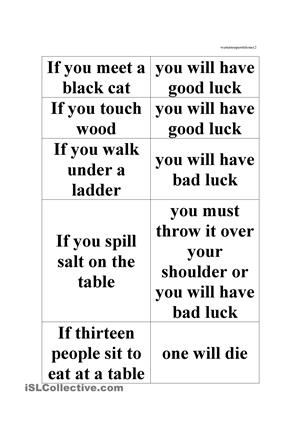 If you meet a
black cat
you will have
good luck
If you touch
wood
you will have
good luck
If you walk
under a
ladder
you will have
bad luck
If you spill
salt on the
table
you must
throw it over
your
shoulder or
you will have
bad luck
If thirteen
people sit to
eat at a table
one will die
iSLCollective.com